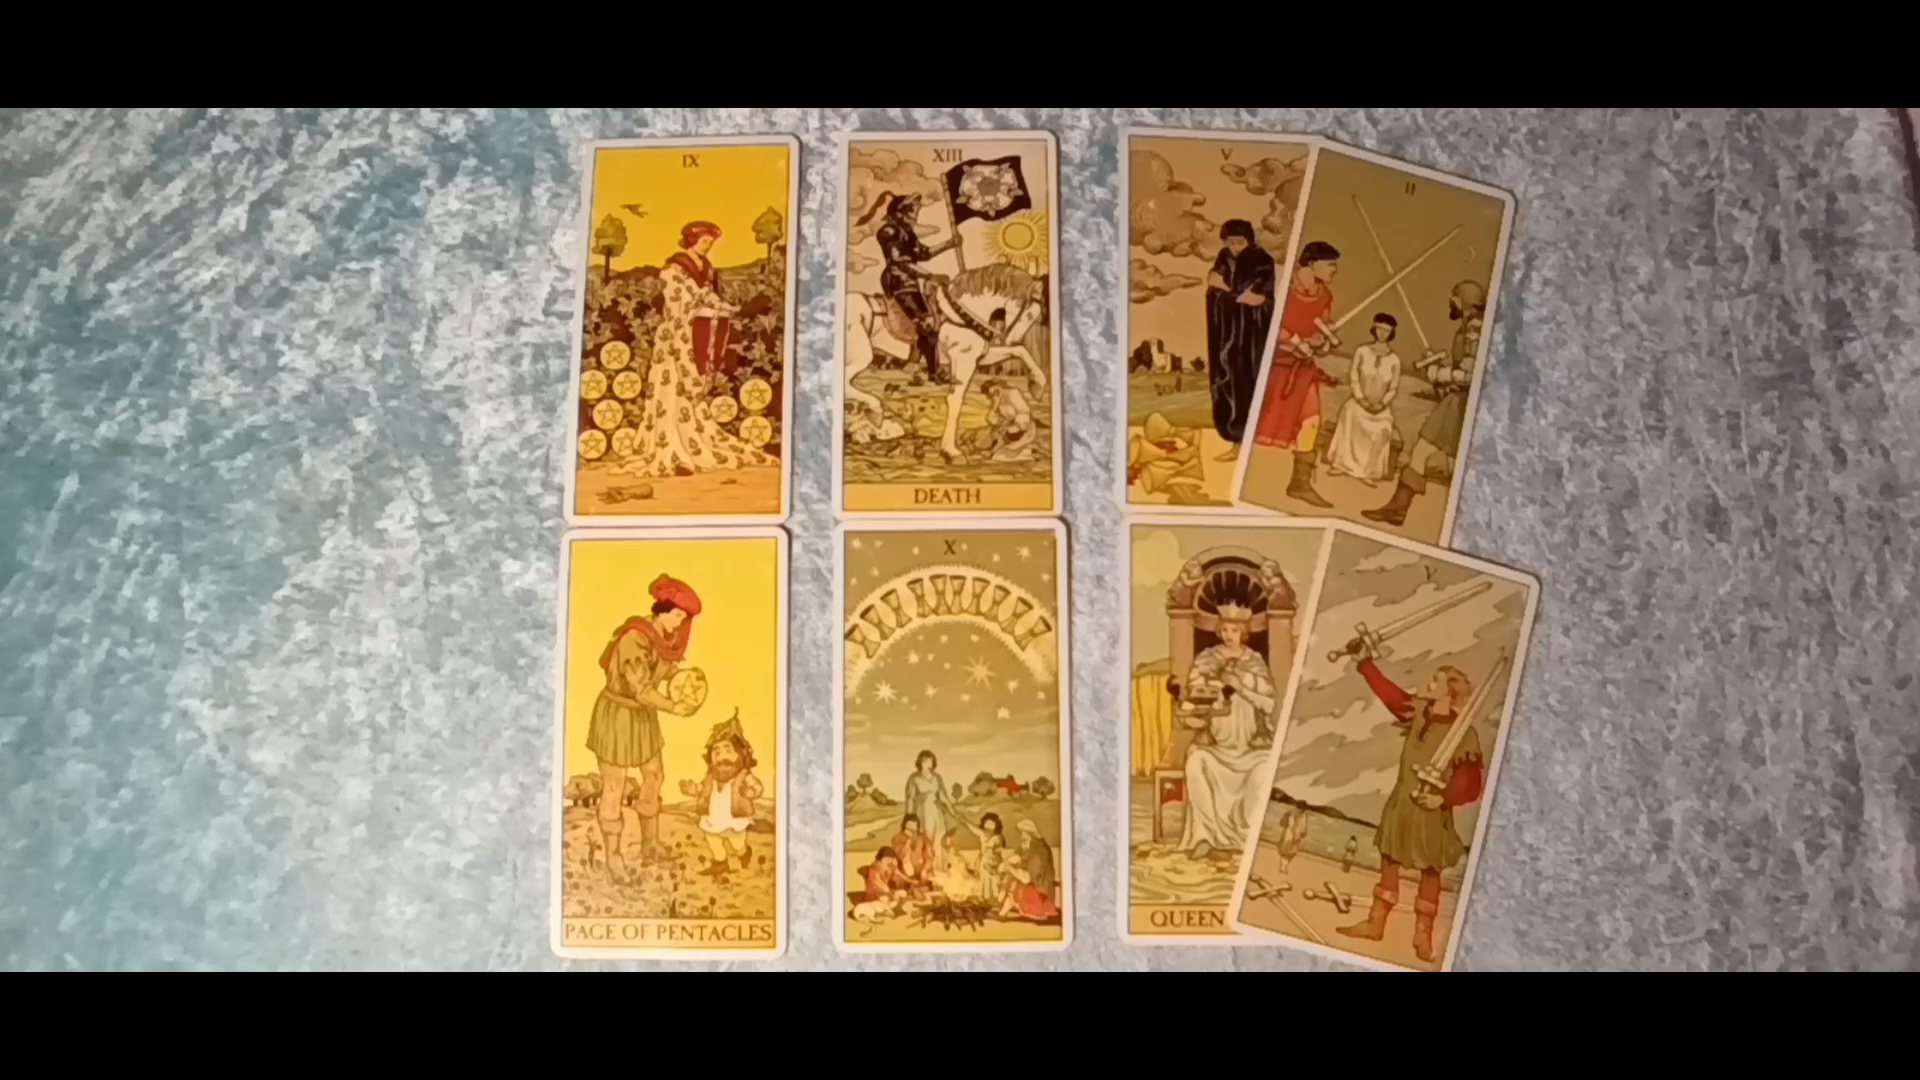 IX
XIII
V
II
DEATH
X
V
PAGE OF PENTACLES
QUEEN